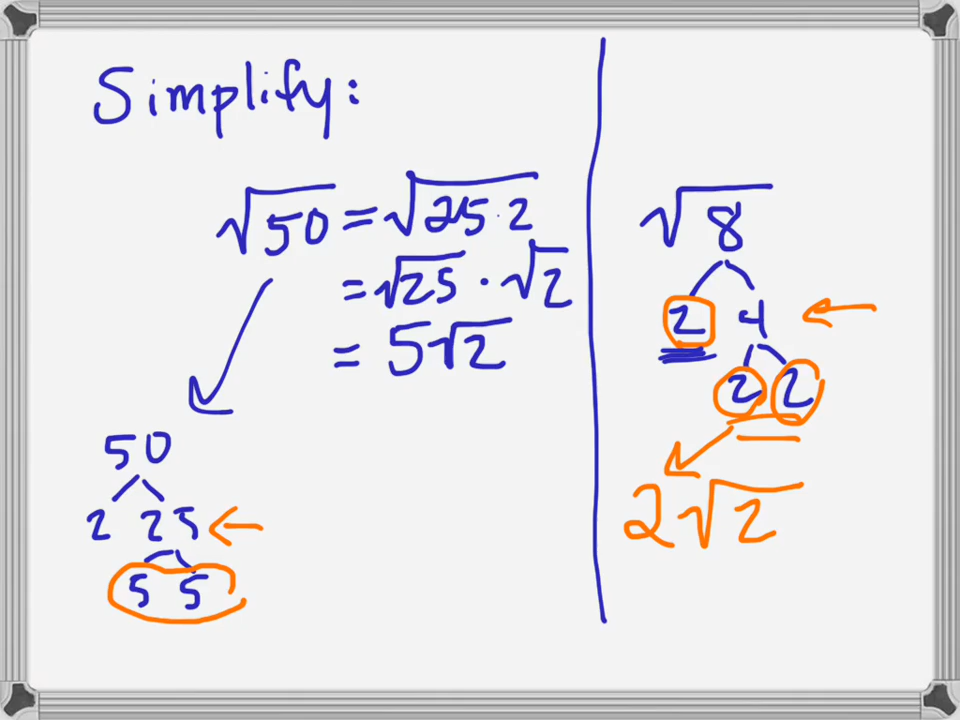 Simplify:
√50 = √25·2
= √25 · √2
= 5√2
50
2 25
5 5
√8
2 4
2 2
2√2